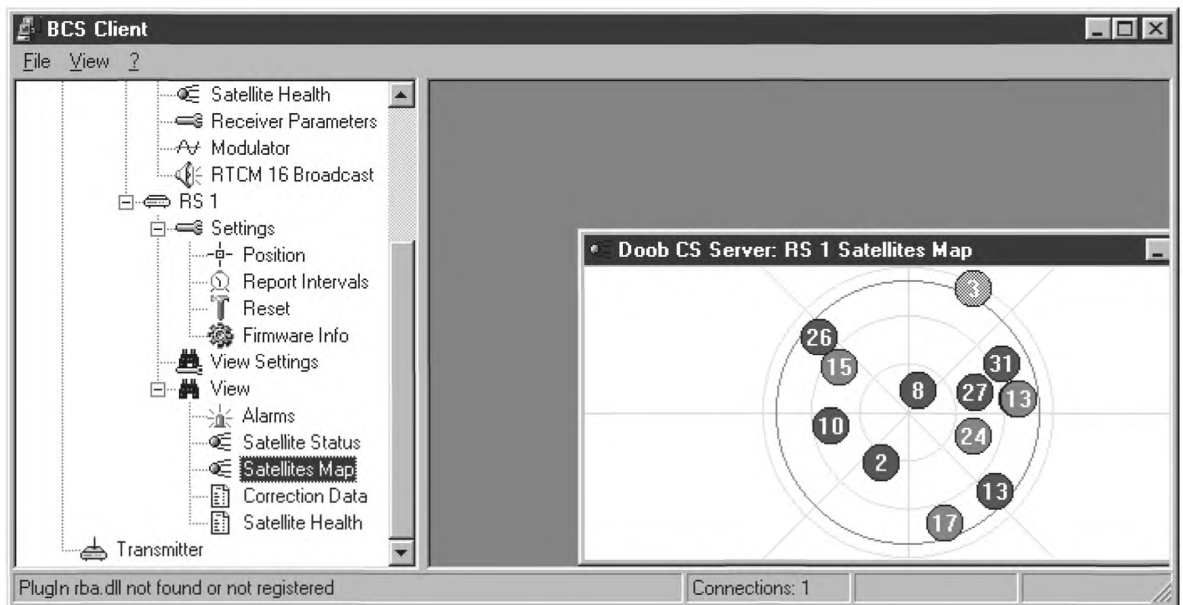 BCS Client
File View ?
Satellite Health
Receiver Parameters
Modulator
RTCM 16 Broadcast
RS 1
Settings
Position
Report Intervals
Reset
Firmware Info
View Settings
View
Alarms
Satellite Status
Satellites Map
Correction Data
Satellite Health
Transmitter
Doob CS Server: RS 1 Satellites Map
3
26
15
31
8
27
13
10
24
2
13
17
PlugIn rba.dll not found or not registered
Connections: 1